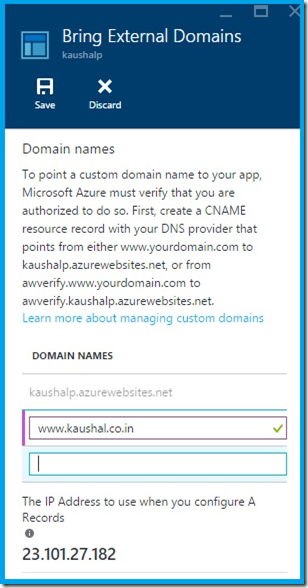 Bring External Domains
kaushalp
Save Discard
Domain names
To point a custom domain name to your app,
Microsoft Azure must verify that you are
authorized to do so. First, create a CNAME
resource record with your DNS provider that
points from either www.yourdomain.com to
kaushalp.azurewebsites.net, or from
awverify.www.yourdomain.com to
awverify.kaushalp.azurewebsites.net.
Learn more about managing custom domains
DOMAIN NAMES
kaushalp.azurewebsites.net
www.kaushal.co.in
The IP Address to use when you configure A
Records
23.101.27.182